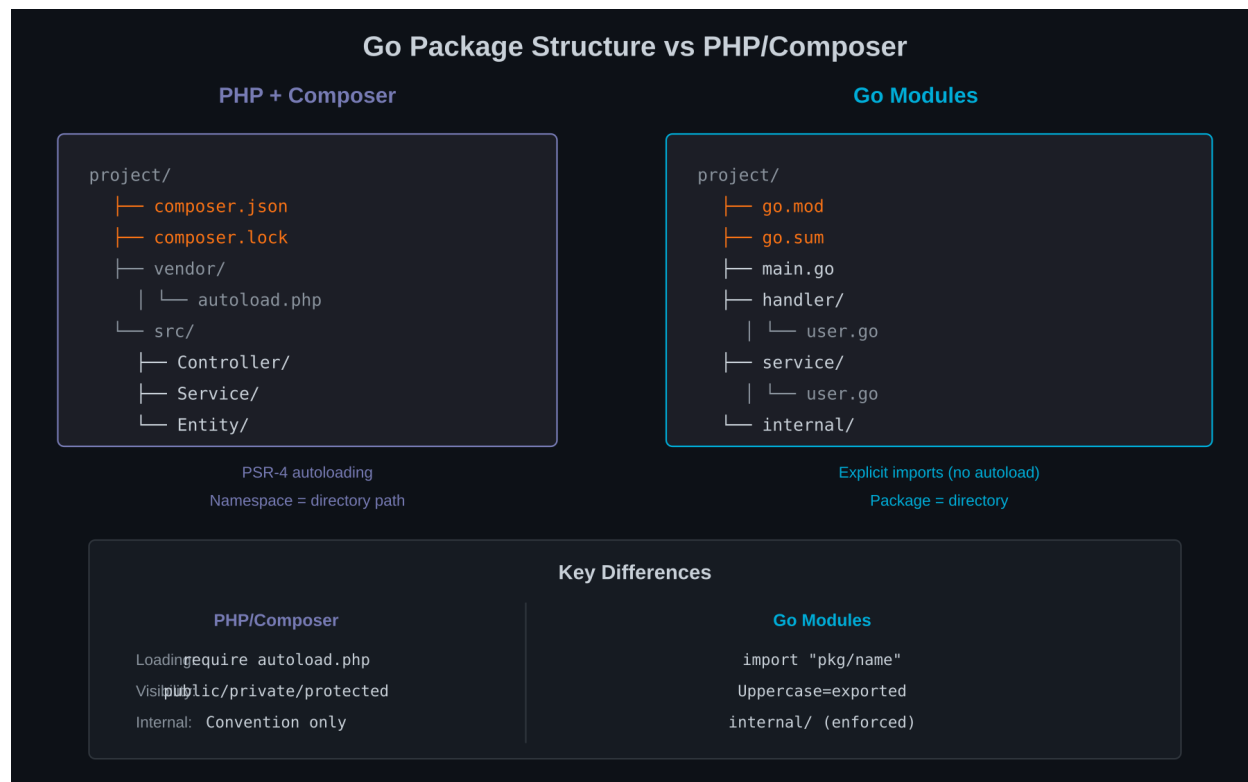 Go Package Structure vs PHP/Composer
PHP + Composer
project/
├── composer.json
├── composer.lock
├── vendor/
│ └── autoload.php
└── src/
├── Controller/
├── Service/
└── Entity/
PSR-4 autoloading
Namespace = directory path
Go Modules
project/
├── go.mod
├── go.sum
├── main.go
├── handler/
│ └── user.go
├── service/
│ └── user.go
└── internal/
Explicit imports (no autoload)
Package = directory
Key Differences
PHP/Composer
Loading: require autoload.php
Visibility: public/private/protected
Internal: Convention only
Go Modules
import "pkg/name"
Uppercase=exported
internal/ (enforced)